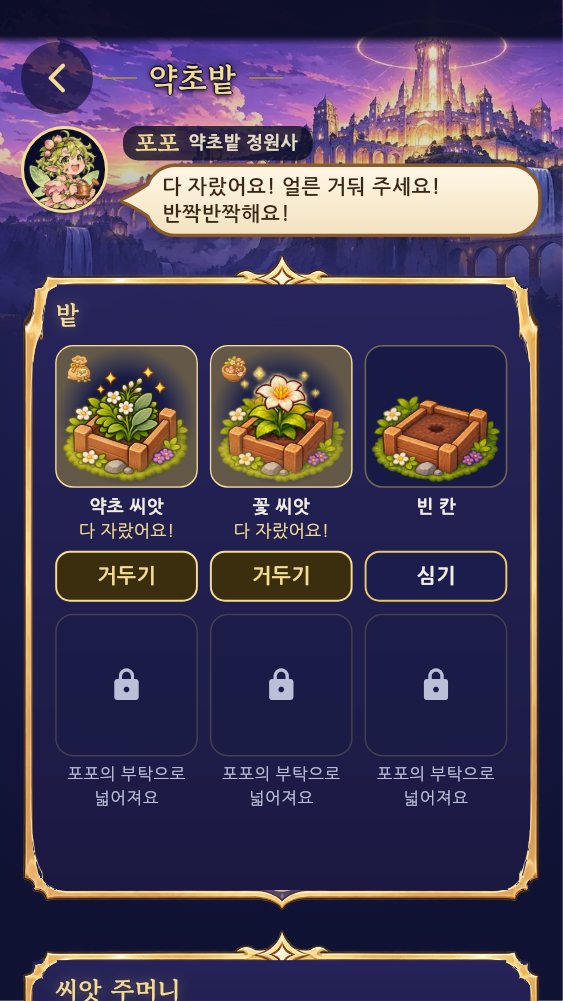 약초밭
포포 약초밭 정원사
다 자랐어요! 얼른 거둬 주세요!
반짝반짝해요!
밭
약초 씨앗
다 자랐어요!
꽃 씨앗
다 자랐어요!
빈 칸
거두기
거두기
심기
포포의 부탁으로
넓어져요
포포의 부탁으로
넓어져요
포포의 부탁으로
넓어져요
씨앗 주머니